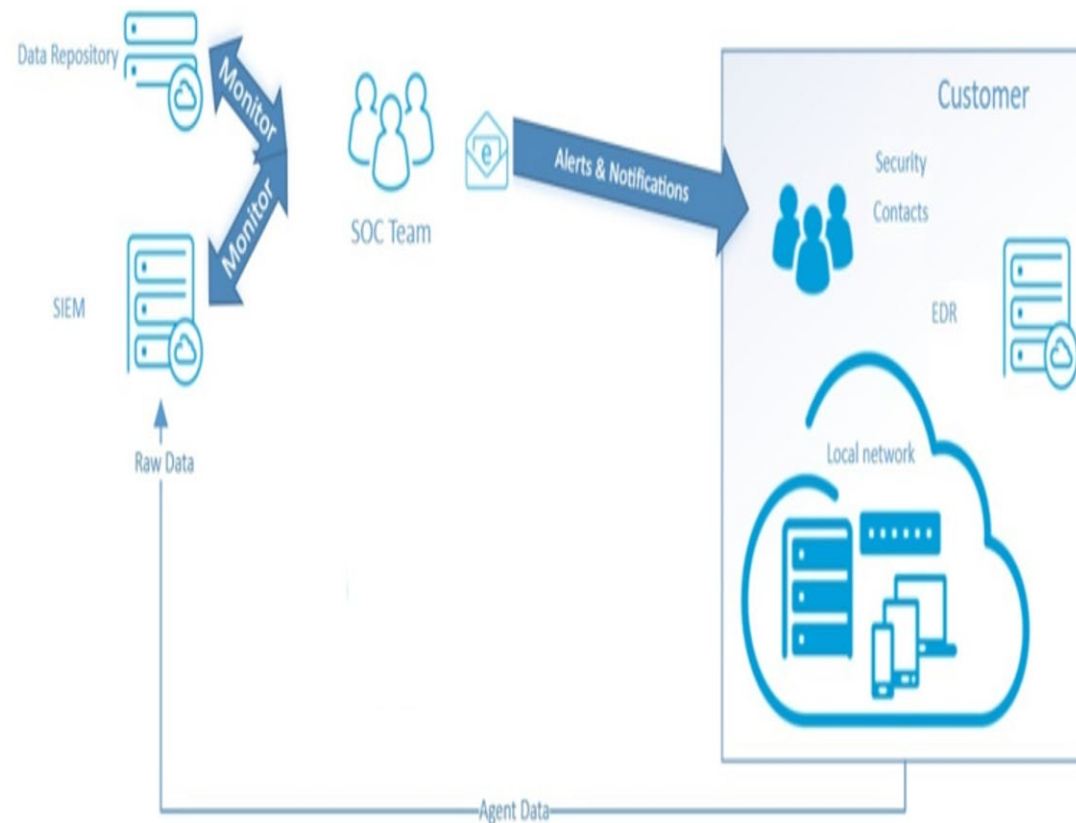 Data Repository
Monitor
Monitor
SIEM
SOC Team
e
Alerts & Notifications
Customer
Security
Contacts
EDR
Local network
Raw Data
Agent Data